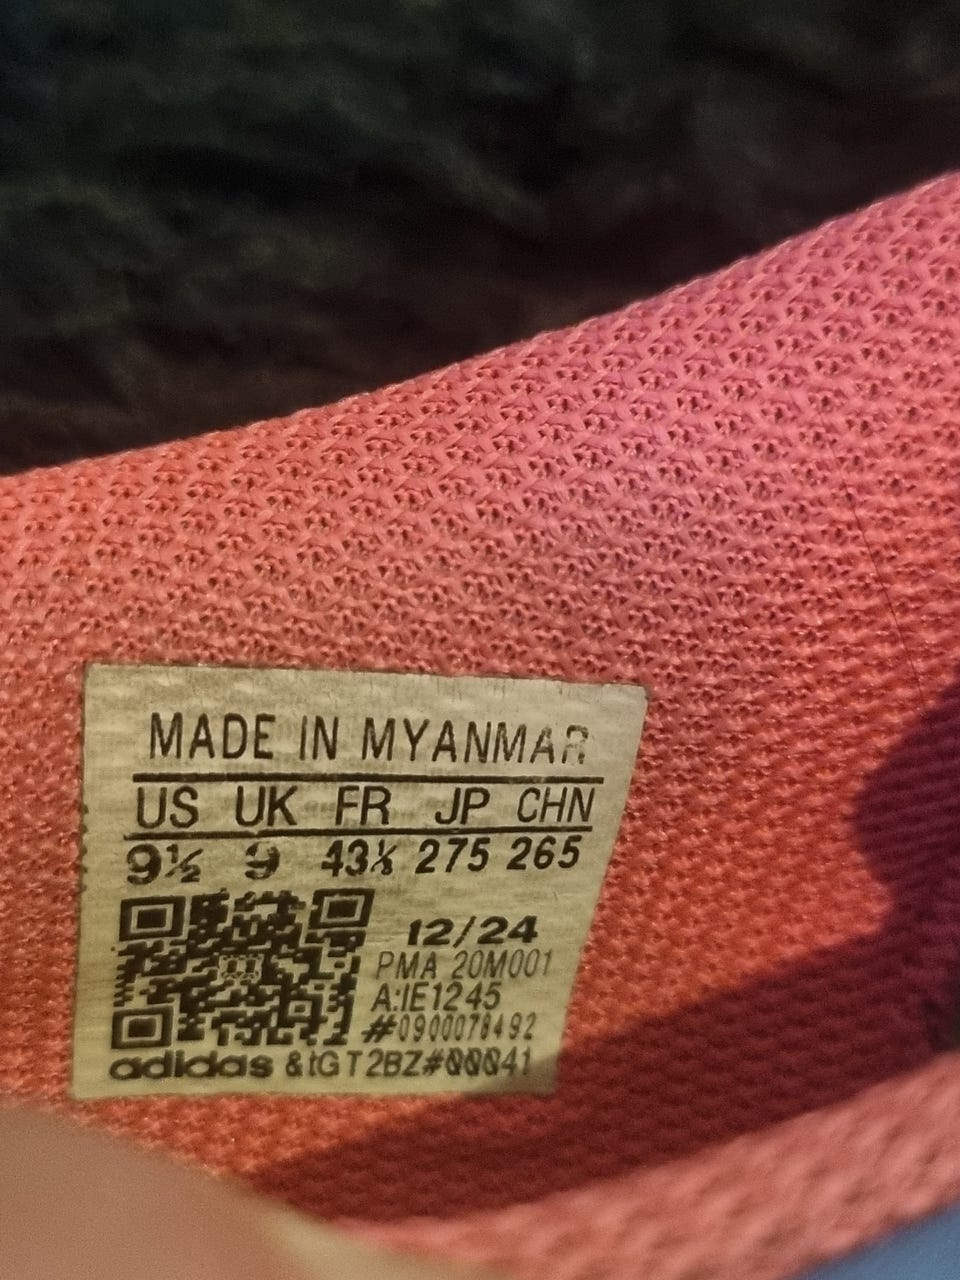 MADE IN MYANMAR
US UK FR JP CHN
9½ 9 43⅓ 275 265
12/24
PMA 20M001
A:IE1245
#0900078492
adidas &tGT2BZ#00041